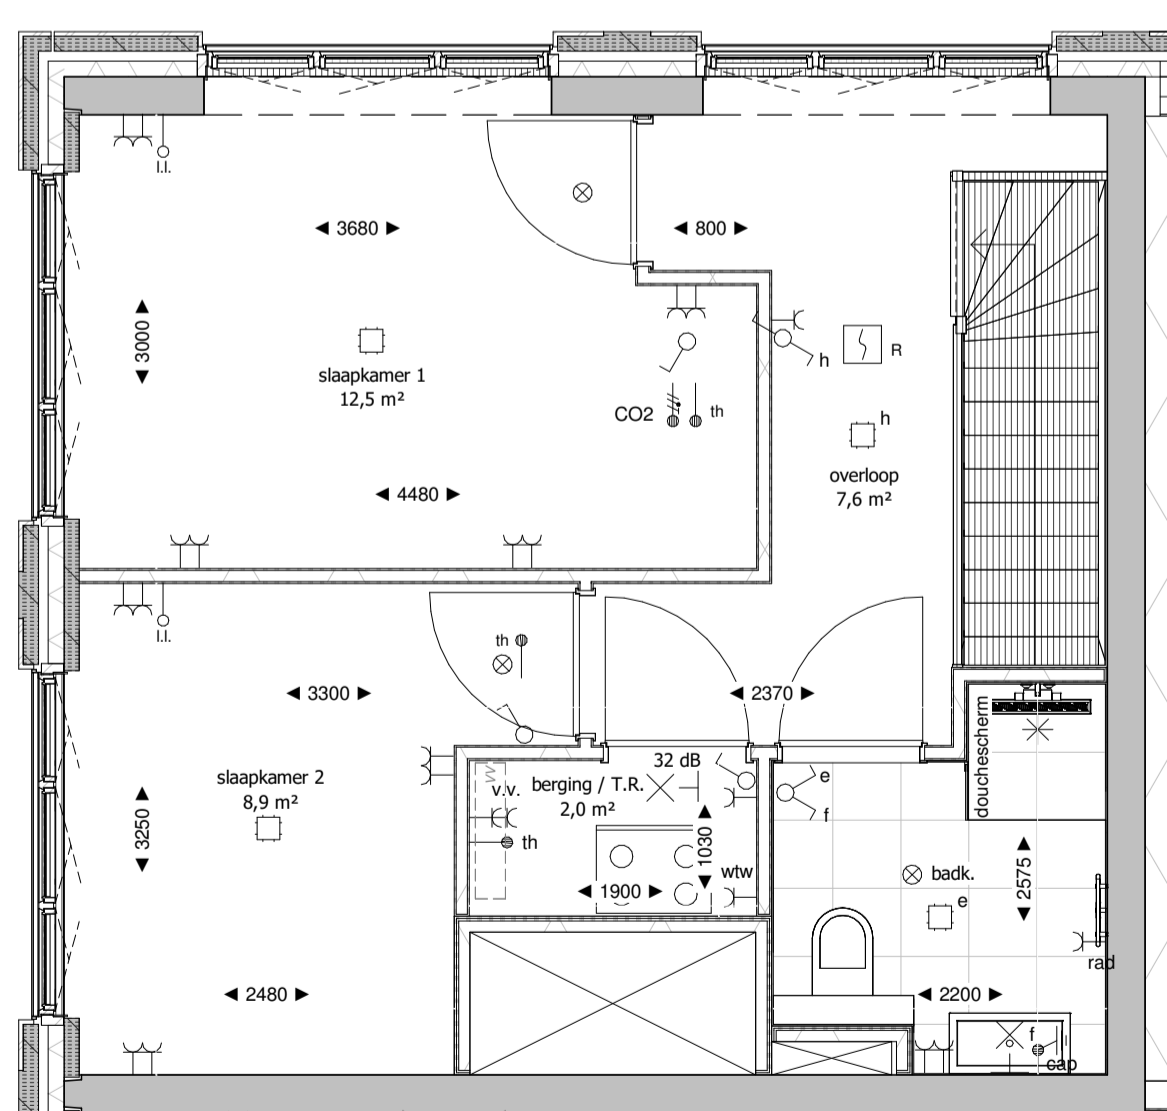 l.l.
◄ 3680 ►
◄ 800 ►
◄ 3000 ►
slaapkamer 1
12,5 m²
h
R
CO2
th
h
overloop
7,6 m²
◄ 4480 ►
l.l.
th
◄ 3300 ►
◄ 2370 ►
douchescherm
slaapkamer 2
8,9 m²
◄ 3250 ►
v.v.
berging / T.R.
2,0 m²
32 dB
th
◄ 1030 ►
◄ 1900 ►
wtw
e
f
badk.
e
◄ 2575 ►
rad
◄ 2480 ►
◄ 2200 ►
f
cap